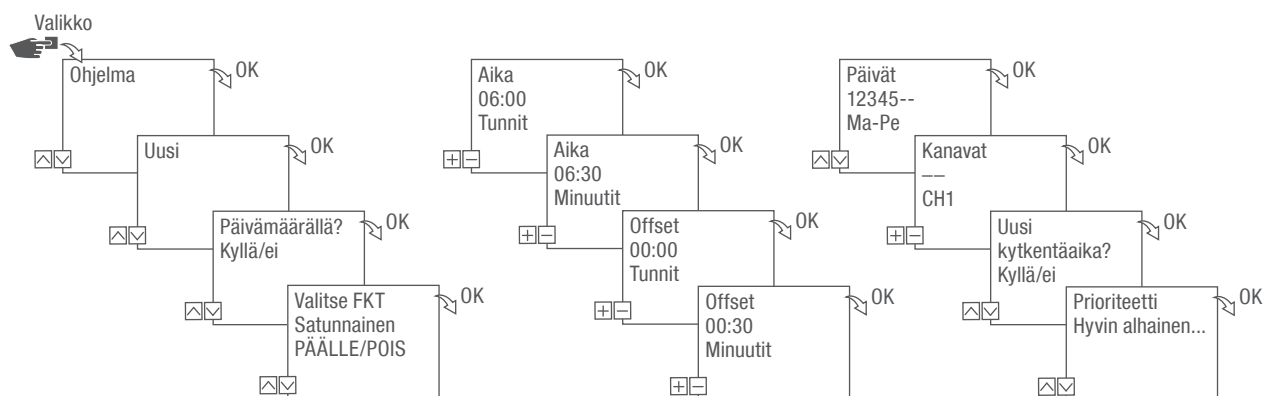 Valikko
Ohjelma
OK
Uusi
OK
Päivämäärällä?
Kyllä/ei
OK
Valitse FKT
Satunnainen
PÄÄLLE/POIS
OK
Aika
06:00
Tunnit
OK
Aika
06:30
Minuutit
OK
Offset
00:00
Tunnit
OK
Offset
00:30
Minuutit
OK
Päivät
12345--
Ma-Pe
OK
Kanavat
––
CH1
OK
Uusi
kytkentäaika?
Kyllä/ei
OK
Prioriteetti
Hyvin alhainen...
OK